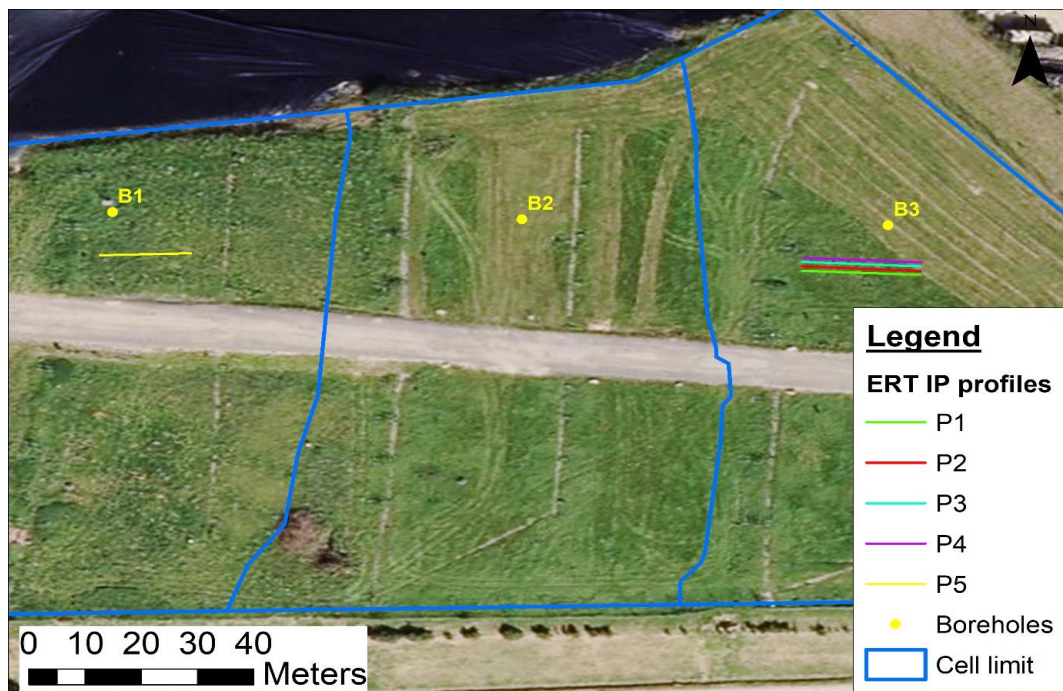 N
B1
B2
B3
Legend
ERT IP profiles
P1
P2
P3
P4
P5
Boreholes
Cell limit
0 10 20 30 40
Meters